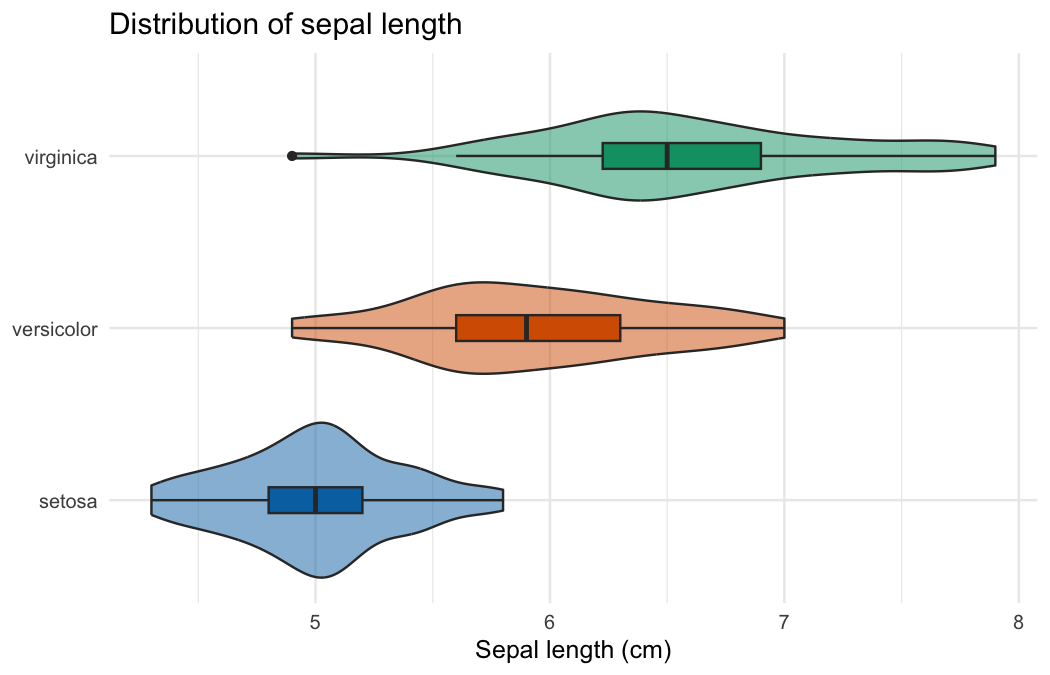 Distribution of sepal length
virginica
versicolor
setosa
5 6 7 8
Sepal length (cm)